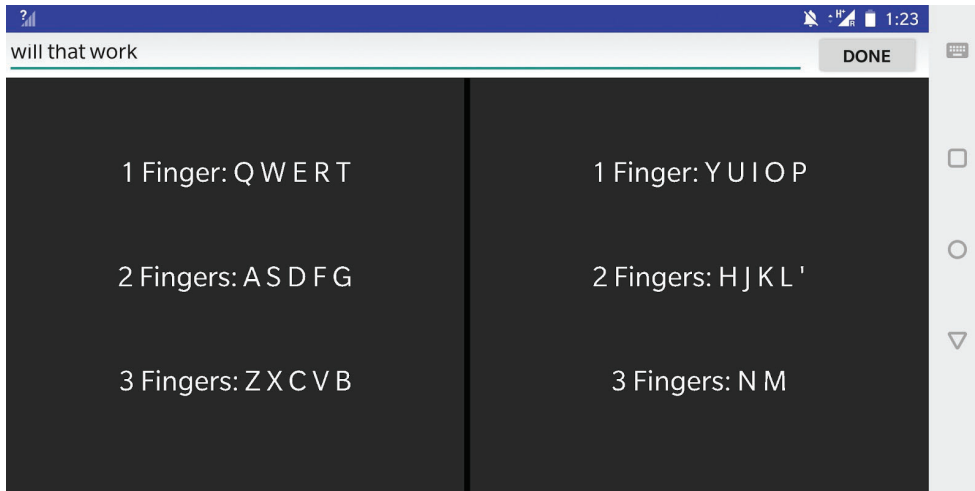 1:23
will that work
DONE
1 Finger: Q W E R T
1 Finger: Y U I O P
2 Fingers: A S D F G
2 Fingers: H J K L '
3 Fingers: Z X C V B
3 Fingers: N M